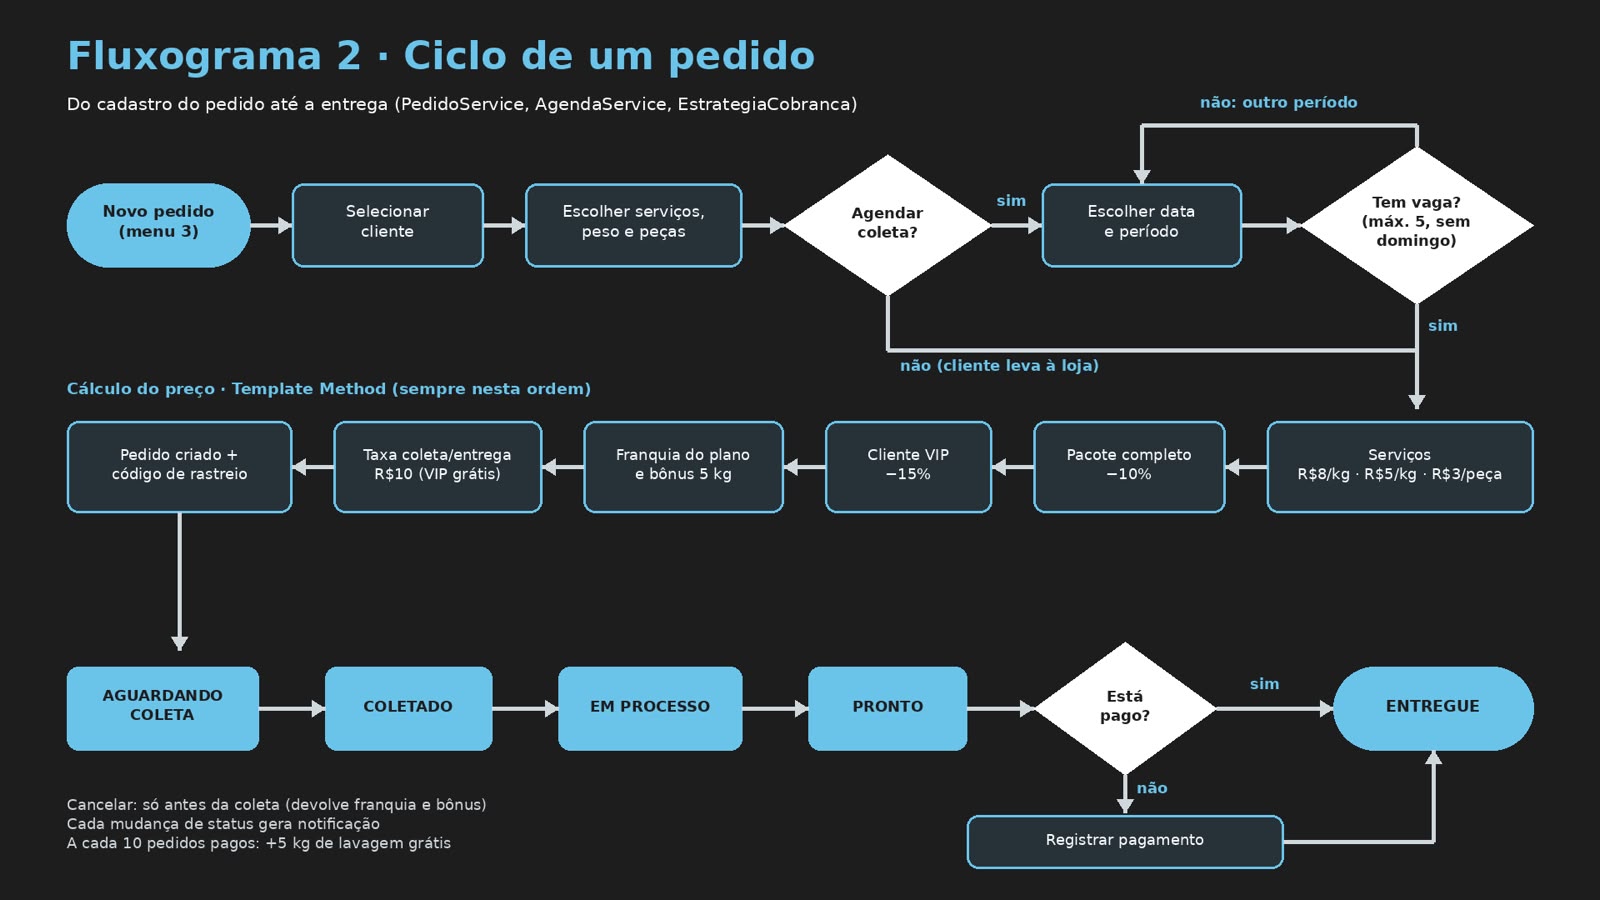 Fluxograma 2 · Ciclo de um pedido
Do cadastro do pedido até a entrega (PedidoService, AgendaService, EstrategiaCobranca)
não: outro período
Novo pedido
(menu 3)
Selecionar
cliente
Escolher serviços,
peso e peças
Agendar
coleta?
sim
Escolher data
e período
Tem vaga?
(máx. 5, sem
domingo)
sim
não (cliente leva à loja)
Cálculo do preço · Template Method (sempre nesta ordem)
Pedido criado +
código de rastreio
Taxa coleta/entrega
R$10 (VIP grátis)
Franquia do plano
e bônus 5 kg
Cliente VIP
−15%
Pacote completo
−10%
Serviços
R$8/kg · R$5/kg · R$3/peça
AGUARDANDO
COLETA
COLETADO
EM PROCESSO
PRONTO
Está
pago?
sim
ENTREGUE
não
Registrar pagamento
Cancelar: só antes da coleta (devolve franquia e bônus)
Cada mudança de status gera notificação
A cada 10 pedidos pagos: +5 kg de lavagem grátis